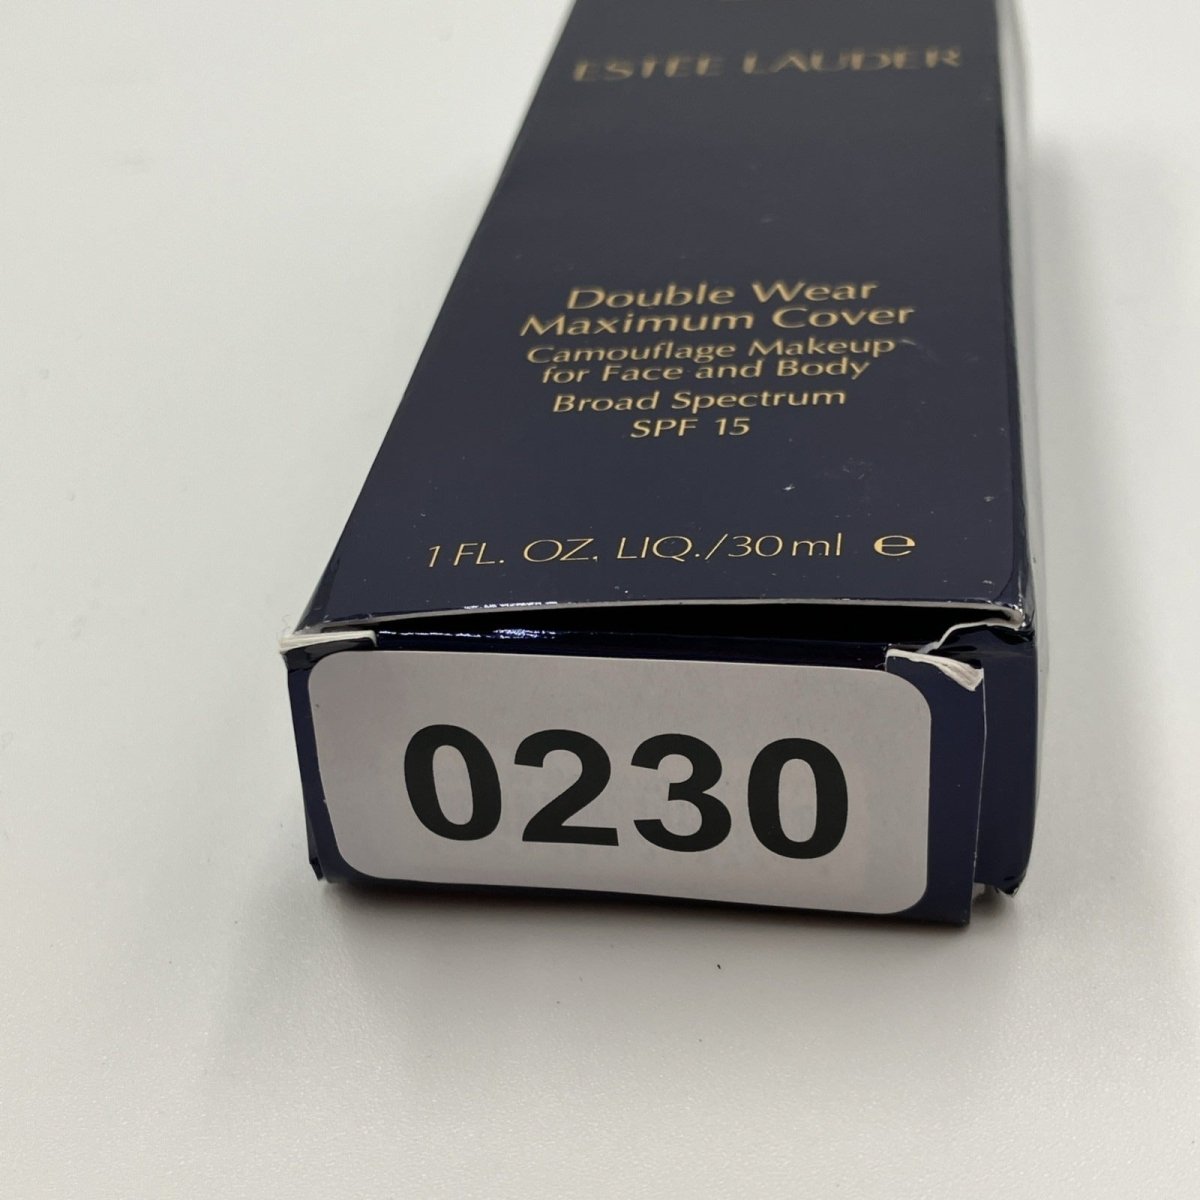 ESTEE LAUDER
Double Wear
Maximum Cover
Camouflage Makeup
for Face and Body
Broad Spectrum
SPF 15
1 FL. OZ. LIQ./30ml ℮
0230